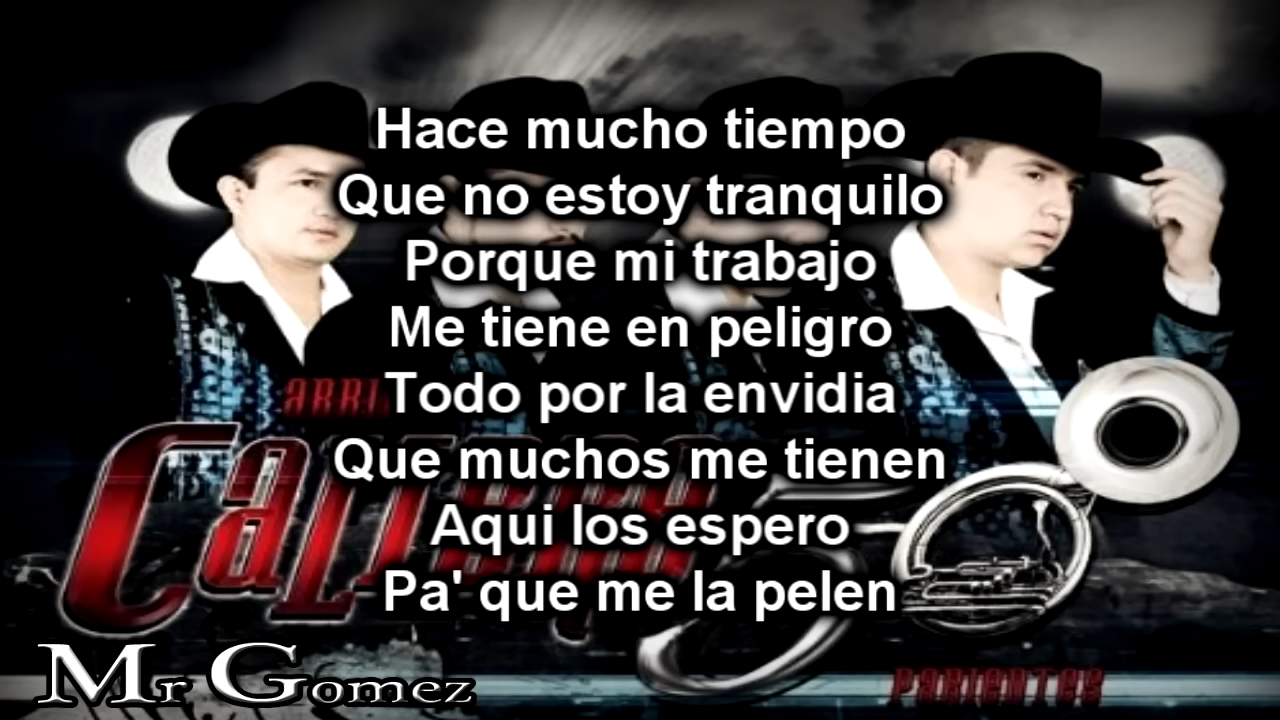 Hace mucho tiempo
Que no estoy tranquilo
Porque mi trabajo
Me tiene en peligro
Todo por la envidia
Que muchos me tienen
Aqui los espero
Pa' que me la pelen
Mr Gomez
PARIENTES